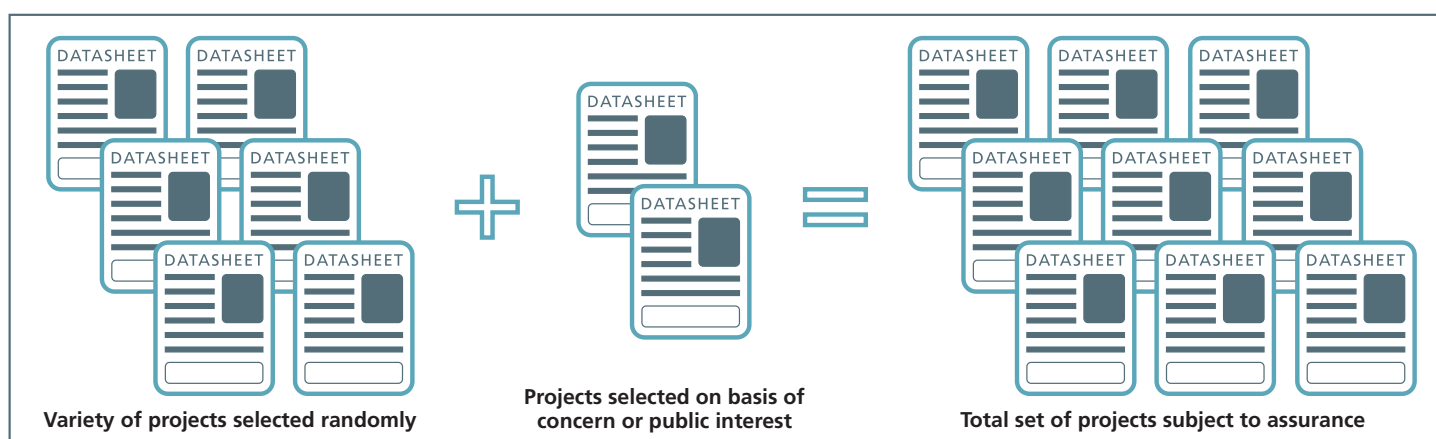 DATASHEET
DATASHEET
DATASHEET
DATASHEET
DATASHEET
DATASHEET
Variety of projects selected randomly
DATASHEET
DATASHEET
Projects selected on basis of
concern or public interest
DATASHEET
DATASHEET
DATASHEET
DATASHEET
DATASHEET
DATASHEET
DATASHEET
DATASHEET
DATASHEET
Total set of projects subject to assurance